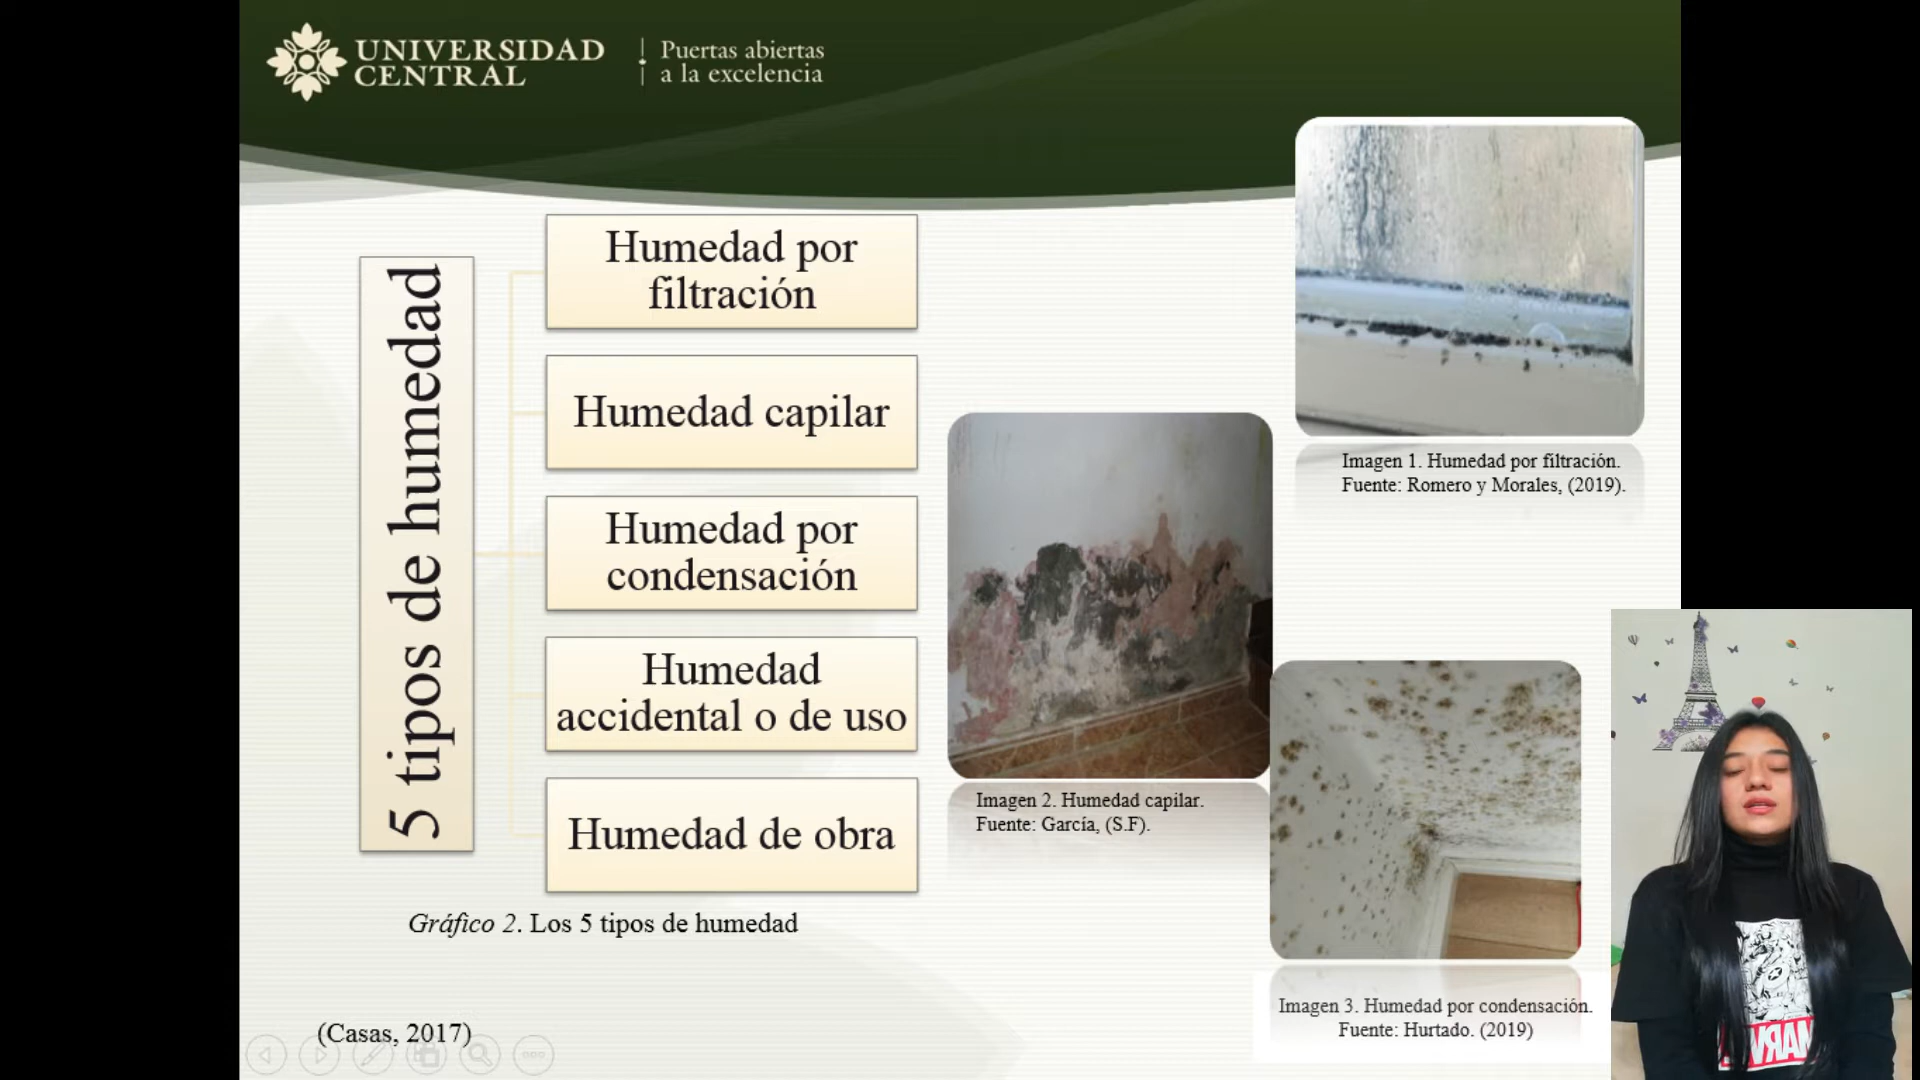 UNIVERSIDAD
CENTRAL
Puertas abiertas
a la excelencia
5 tipos de humedad
Humedad por
filtración
Humedad capilar
Humedad por
condensación
Humedad
accidental o de uso
Humedad de obra
Gráfico 2. Los 5 tipos de humedad
(Casas, 2017)
Imagen 1. Humedad por filtración.
Fuente: Romero y Morales, (2019).
Imagen 2. Humedad capilar.
Fuente: García, (S.F).
Imagen 3. Humedad por condensación.
Fuente: Hurtado. (2019)
MARV